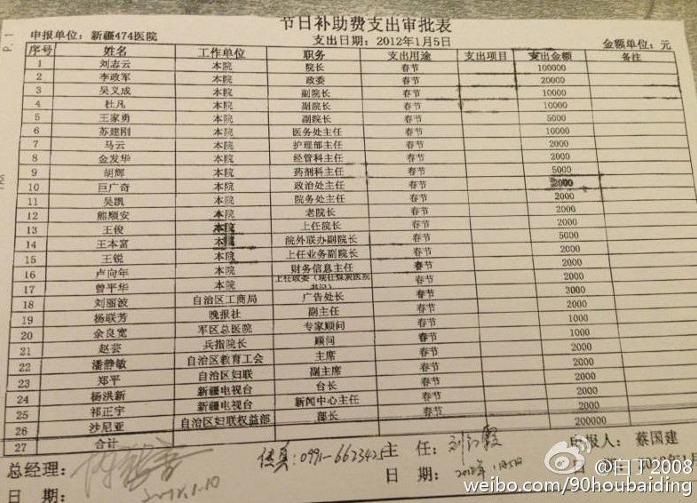 P. 1
节日补助费支出审批表
申报单位：新疆474医院 支出日期：2012年1月5日 金额单位：元
序号 姓名 工作单位 职务 支出用途 支出项目 支出金额 备注
1 刘志云 本院 院长 春节 100000
2 李政军 本院 政委 春节 20000
3 吴义成 本院 副院长 春节 10000
4 杜凡 本院 副院长 春节 10000
5 王家勇 本院 副院长 春节 5000
6 苏建刚 本院 医务处主任 春节 10000
7 马云 本院 护理部主任 春节 2000
8 金发华 本院 经管科主任 春节 2000
9 胡辉 本院 药剂科主任 春节 5000
10 巨广奇 本院 政治处主任 春节 2000
11 吴凯 本院 院务处主任 春节 2000
12 熊顺安 本院 老院长 春节 2000
13 王俊 本院 上任院长 春节 2000
14 王本富 本院 院外联办副院长 春节 5000
15 王锐 本院 上任业务副院长 春节 2000
16 卢向年 本院 财务信息主任 春节 2000
17 曾平华 本院 上任政委（现任煤炭医院书记） 春节 2000
18 刘丽波 自治区工商局 广告处长 春节 3000
19 杨联芳 晚报社 副主任 春节 2000
20 余良宽 军区总医院 专家顾问 春节 1000
21 赵芸 兵指院长 顾问 春节 1000
22 潘静敏 自治区教育工会 主席 春节 2000
23 郑平 自治区妇联 副主席 春节 2000
24 杨洪新 新疆电视台 台长 春节 2000
25 祁正宇 新疆电视台 新闻中心主任 春节 2000
26 沙尼亚 自治区妇联权益部 部长 春节 2000
27 合计 200000
总经理： 传真：0991-6623428 主 任：刘江霞 申报人：蔡国建
日 期： 2012.1.10 日 期：2012年1月5日
@白丁2008
weibo.com/90houbaiding